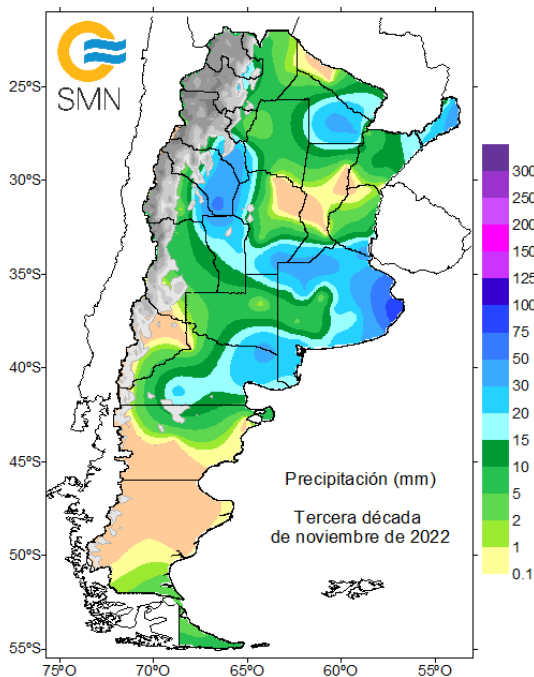 SMN
25ºS
30ºS
35ºS
40ºS
45ºS
50ºS
55ºS
75ºO
70ºO
65ºO
60ºO
55ºO
Precipitación (mm)
Tercera década
de noviembre de 2022
300
250
200
150
125
100
75
50
30
20
15
10
5
2
1
0.1